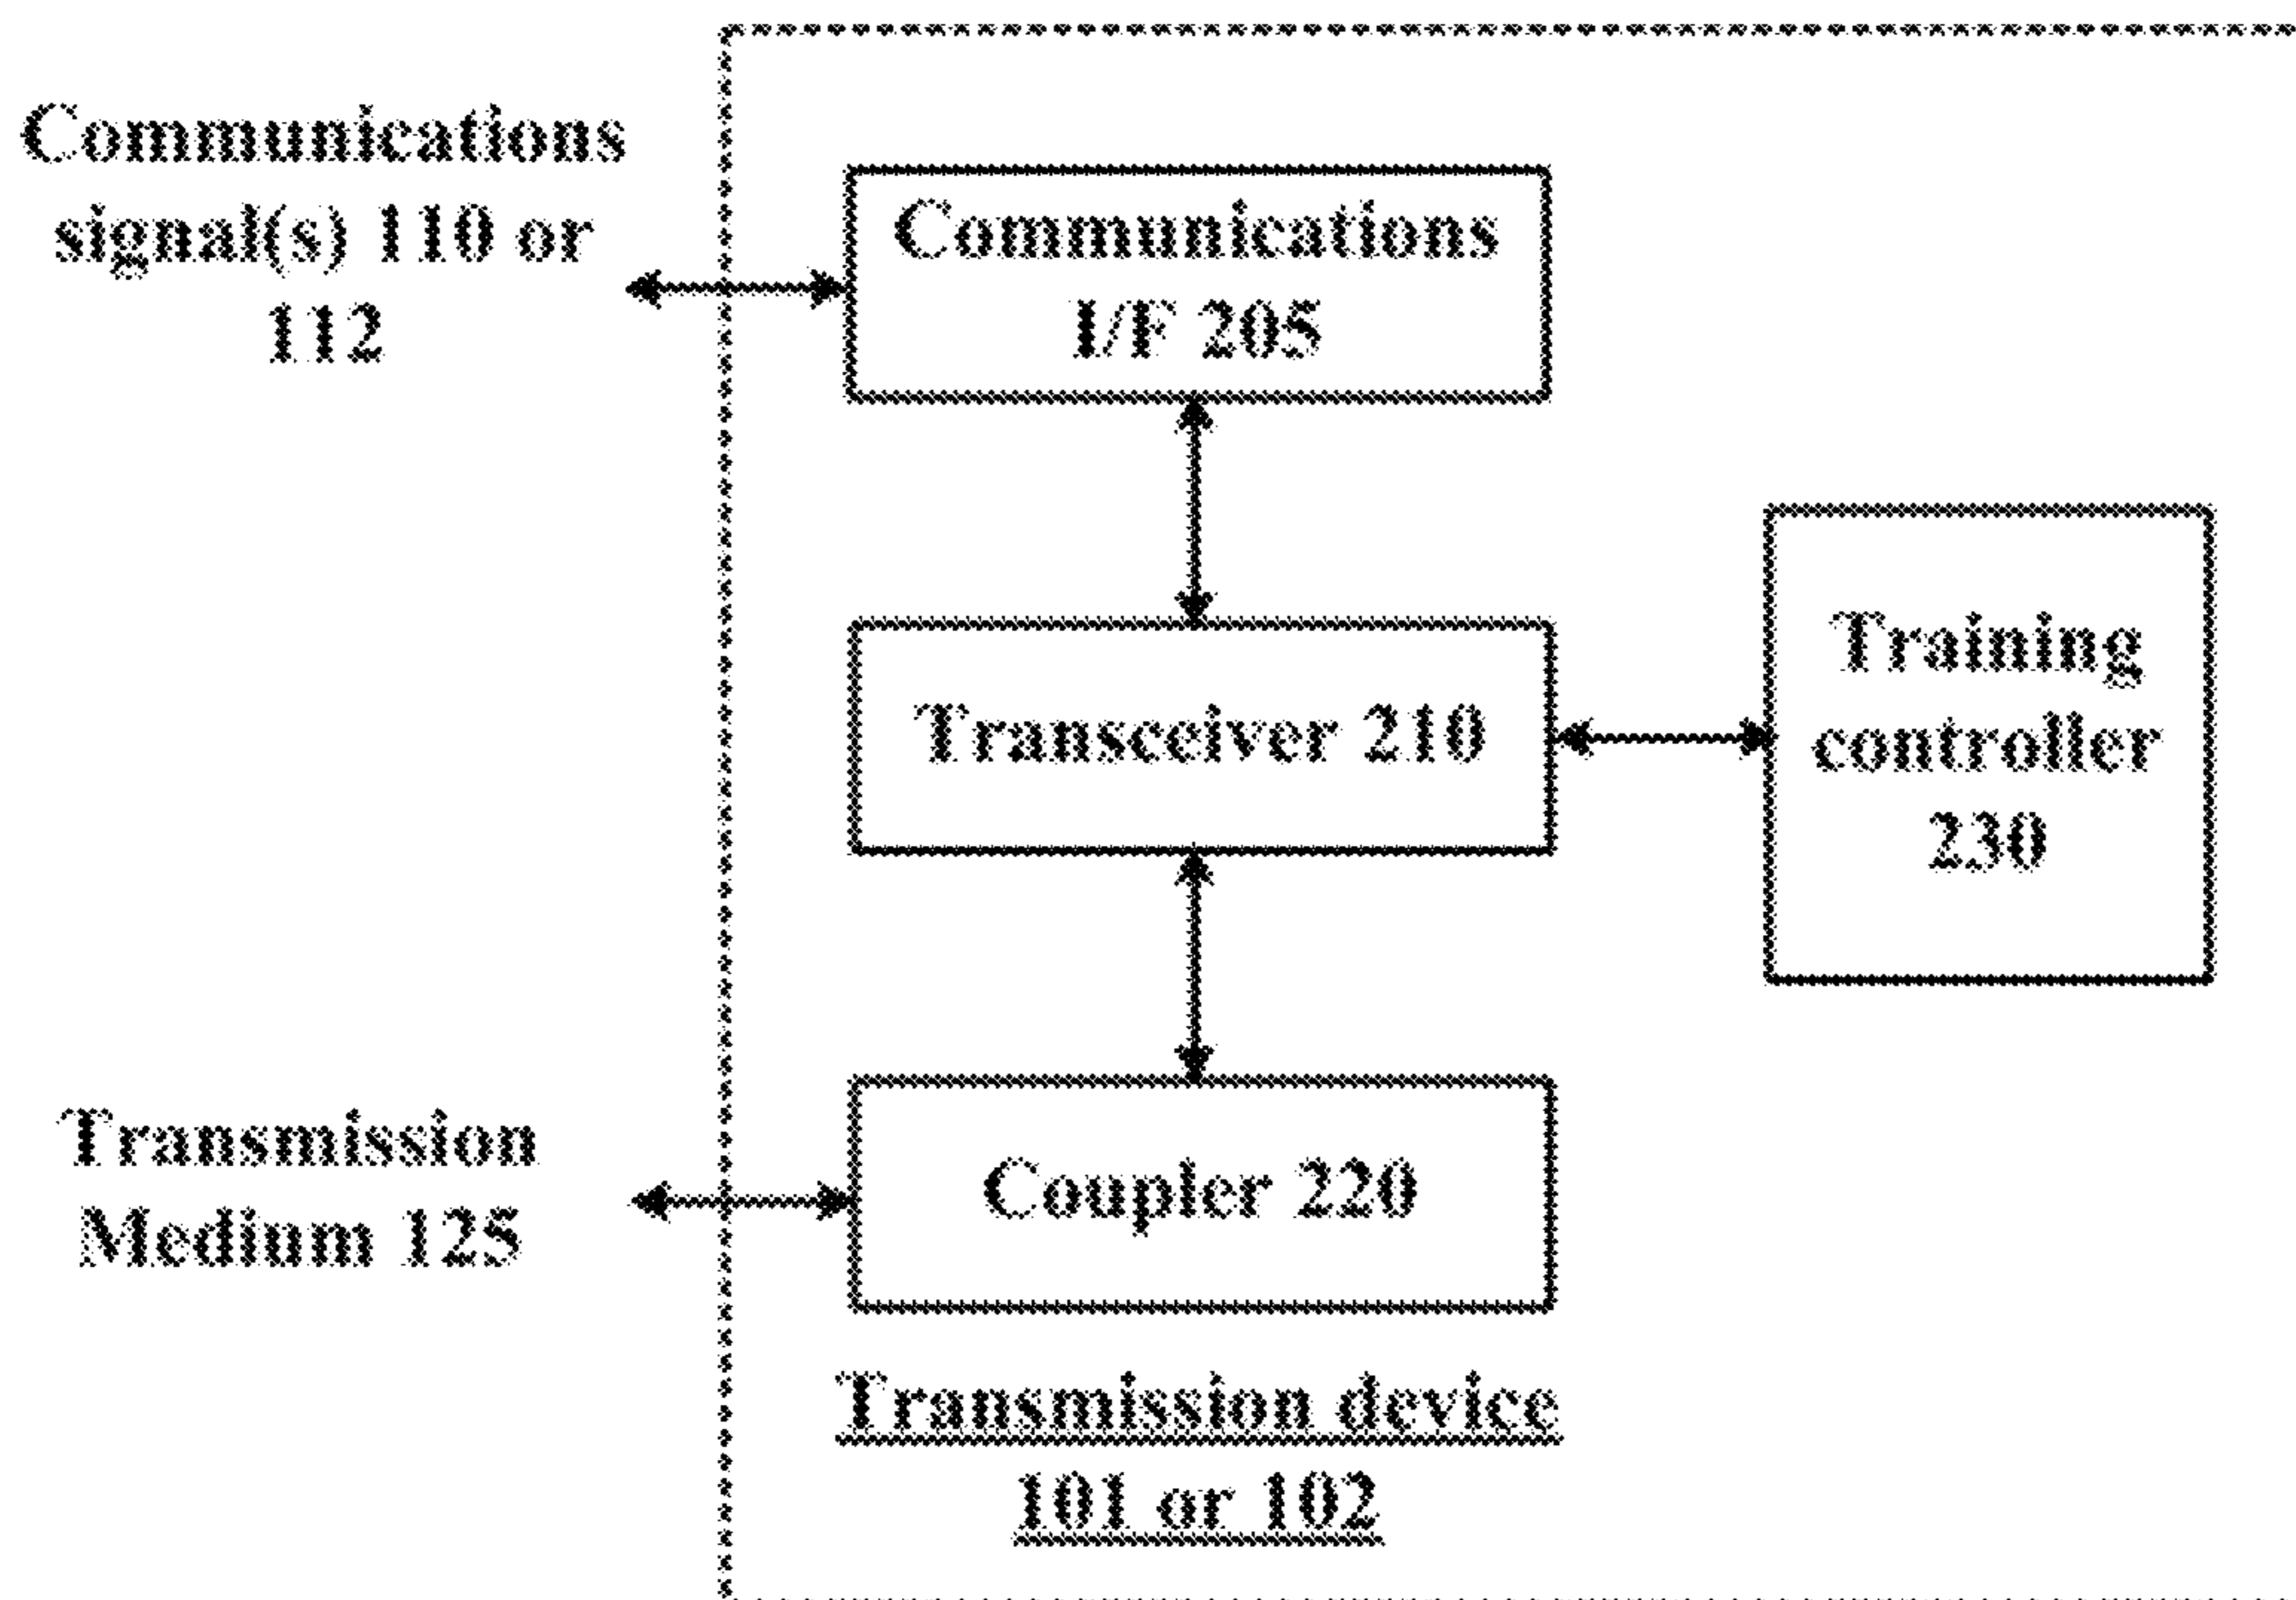 Communications
signal(s) 110 or
112
Communications
I/F 205
Transceiver 210
Training
controller
230
Transmission
Medium 125
Coupler 220
Transmission device
101 or 102